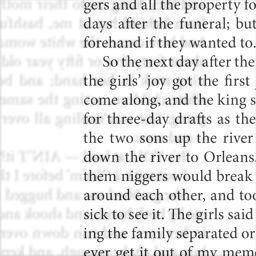 gers and all the property fo
days after the funeral; but
forehand if they wanted to.
So the next day after the
the girls' joy got the first
come along, and the king s
for three-day drafts as the
the two sons up the river
down the river to Orleans.
them niggers would break
around each other, and too
sick to see it. The girls said
ing the family separated or
ever get it out of my mem